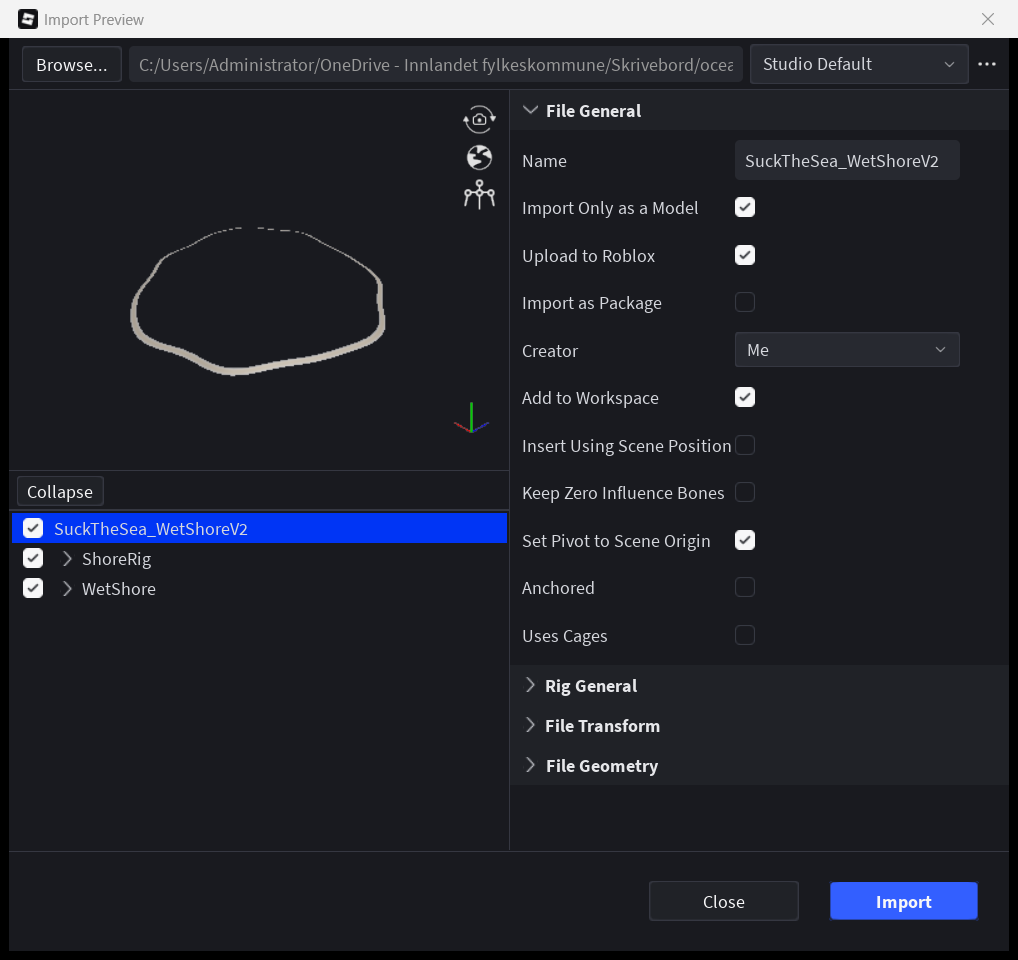 Import Preview
Browse...
C:/Users/Administrator/OneDrive - Innlandet fylkeskommune/Skrivebord/ocea
Studio Default
File General
Name
SuckTheSea_WetShoreV2
Import Only as a Model
Upload to Roblox
Import as Package
Creator
Me
Add to Workspace
Insert Using Scene Position
Keep Zero Influence Bones
Set Pivot to Scene Origin
Anchored
Uses Cages
Rig General
File Transform
File Geometry
Collapse
SuckTheSea_WetShoreV2
ShoreRig
WetShore
Close
Import